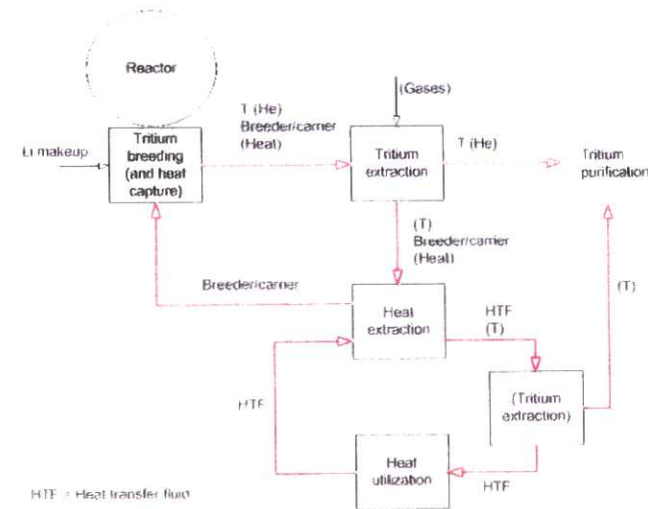 Reactor
(Gases)
T (He)
Breeder/carrier
(Heat)
Li makeup
Tritium
breeding
(and heat
capture)
Tritium
extraction
T (He)
Tritium
purification
(T)
Breeder/carrier
(Heat)
Breeder/carrier
Heat
extraction
HTF
(T)
(T)
HTF
(Tritium
extraction)
Heat
utilization
HTF
HTF = Heat transfer fluid